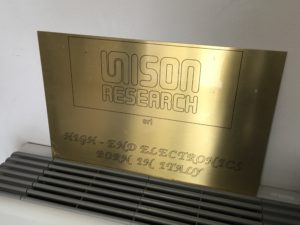 UNISON
RESEARCH
srl
HIGH - END ELECTRONICS
BORN IN ITALY